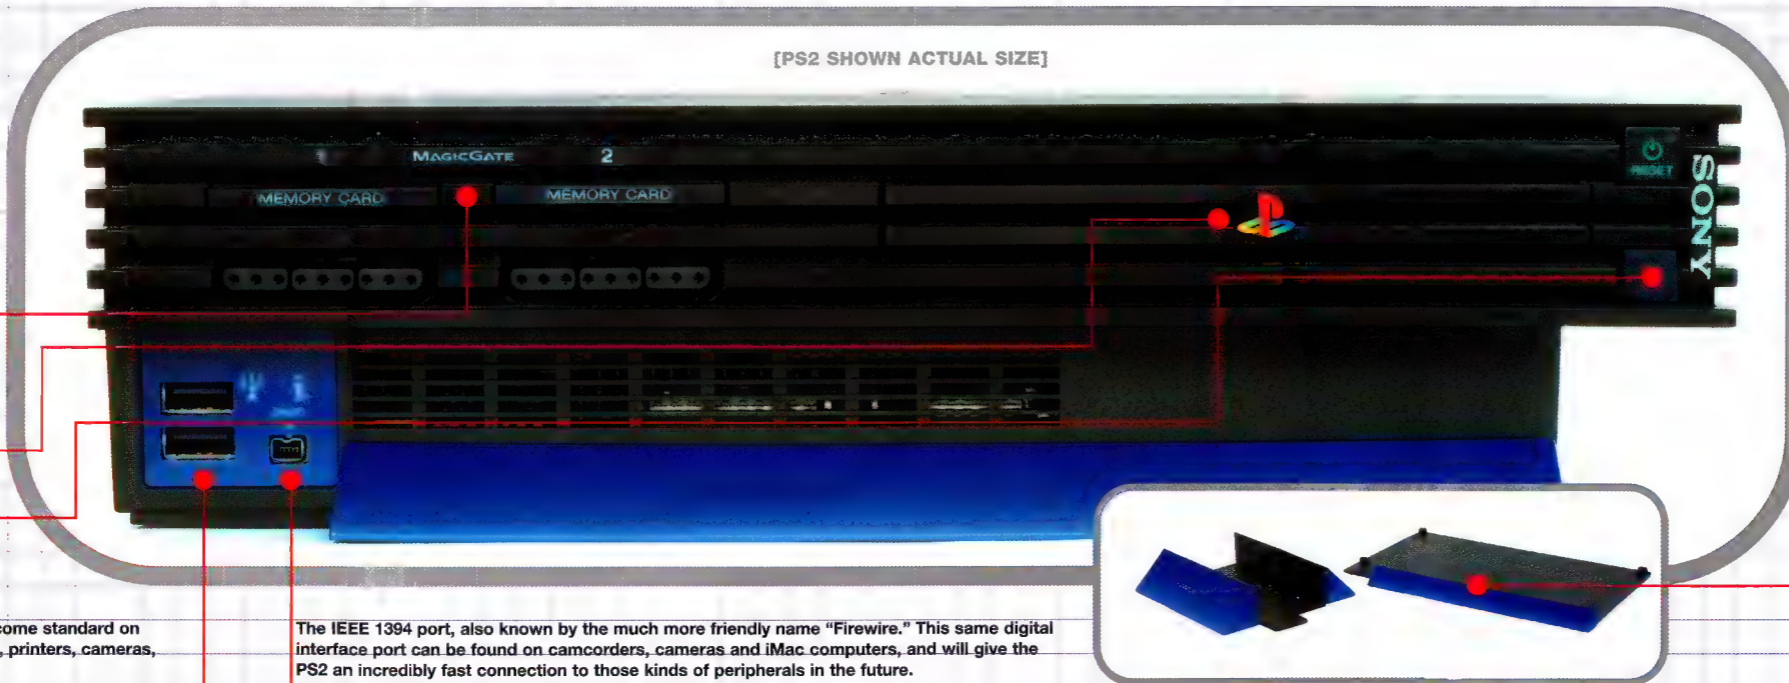 [PS2 SHOWN ACTUAL SIZE]
1 MAGICGATE 2
MEMORY CARD MEMORY CARD
RESET
SONY
come standard on
, printers, cameras,
The IEEE 1394 port, also known by the much more friendly name “Firewire.” This same digital
interface port can be found on camcorders, cameras and iMac computers, and will give the
PS2 an incredibly fast connection to those kinds of peripherals in the future.